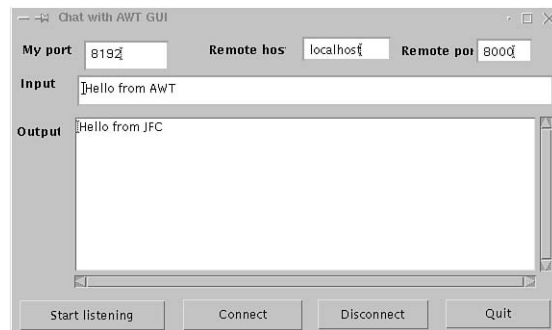 Chat with AWT GUI
My port 8192 Remote hos localhost Remote por 8000
Input Hello from AWT
Output Hello from JFC
Start listening Connect Disconnect Quit